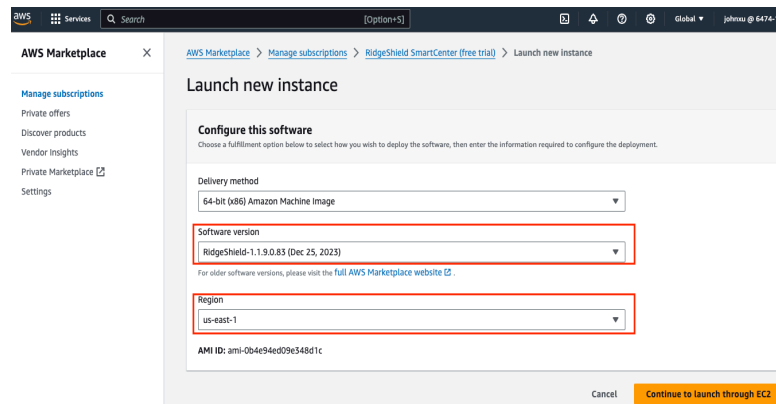 aws Services Search [Option+S] Global johnxu @ 6474-
AWS Marketplace
Manage subscriptions
Private offers
Discover products
Vendor Insights
Private Marketplace
Settings
AWS Marketplace > Manage subscriptions > RidgeShield SmartCenter (free trial) > Launch new instance
Launch new instance
Configure this software
Choose a fulfillment option below to select how you wish to deploy the software, then enter the information required to configure the deployment.
Delivery method
64-bit (x86) Amazon Machine Image
Software version
RidgeShield-1.1.9.0.83 (Dec 25, 2023)
For older software versions, please visit the full AWS Marketplace website .
Region
us-east-1
AMI ID: ami-0b4e94ed09e348d1c
Cancel Continue to launch through EC2